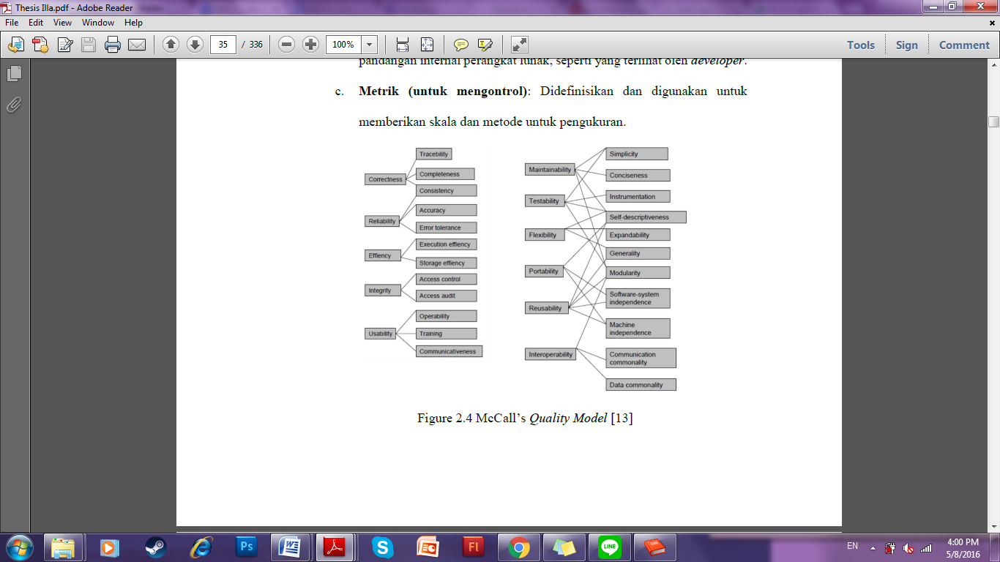 Thesis Illa.pdf - Adobe Reader
File Edit View Window Help
35 / 336 100% Tools Sign Comment
pandangan internal perangkat lunak, seperti yang terlihat oleh developer.
c. Metrik (untuk mengontrol): Didefinisikan dan digunakan untuk
memberikan skala dan metode untuk pengukuran.
Tracebility
Correctness
Completeness
Consistency
Reliability
Accuracy
Error tolerance
Effiency
Execution effiency
Storage effiency
Integrity
Access control
Access audit
Usability
Operability
Training
Communicativeness
Maintainability
Testability
Flexibility
Portability
Reusability
Interoperability
Simplicity
Conciseness
Instrumentation
Self-descriptiveness
Expandability
Generality
Modularity
Software-system
independence
Machine
independence
Communication
commonality
Data commonality
Figure 2.4 McCall's Quality Model [13]
Ps
W
S
P
Fl
LINE
EN
4:00 PM
5/8/2016